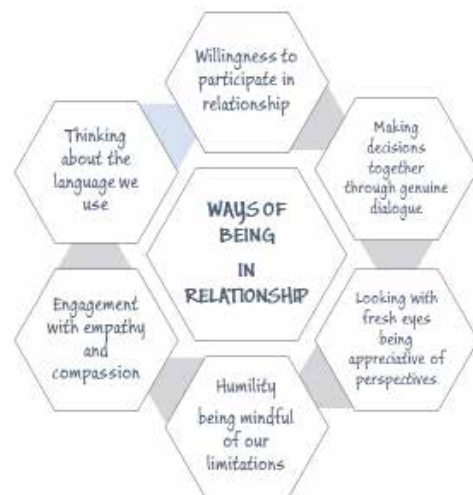 Willingness to
participate in
relationship
Making
decisions
together
through genuine
dialogue
Looking with
fresh eyes
being
appreciative of
perspectives
Humility
being mindful
of our
limitations
Engagement
with empathy
and
compassion
Thinking
about the
language we
use
WAYS OF
BEING
IN
RELATIONSHIP